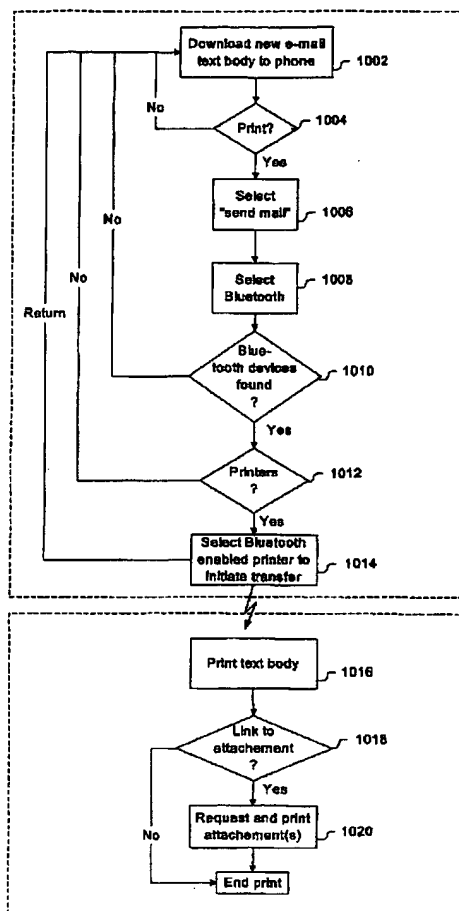 Download new e-mail
text body to phone
1002
No
Print?
1004
Yes
Select
"send mail"
1006
No
Select
Bluetooth
1008
No
Return
Blue-
tooth devices
found
?
1010
Yes
Printers
?
1012
Yes
Select Bluetooth
enabled printer to
initiate transfer
1014
Print text body
1016
Link to
attachement
?
1018
Yes
No
Request and print
attachement(s)
1020
End print